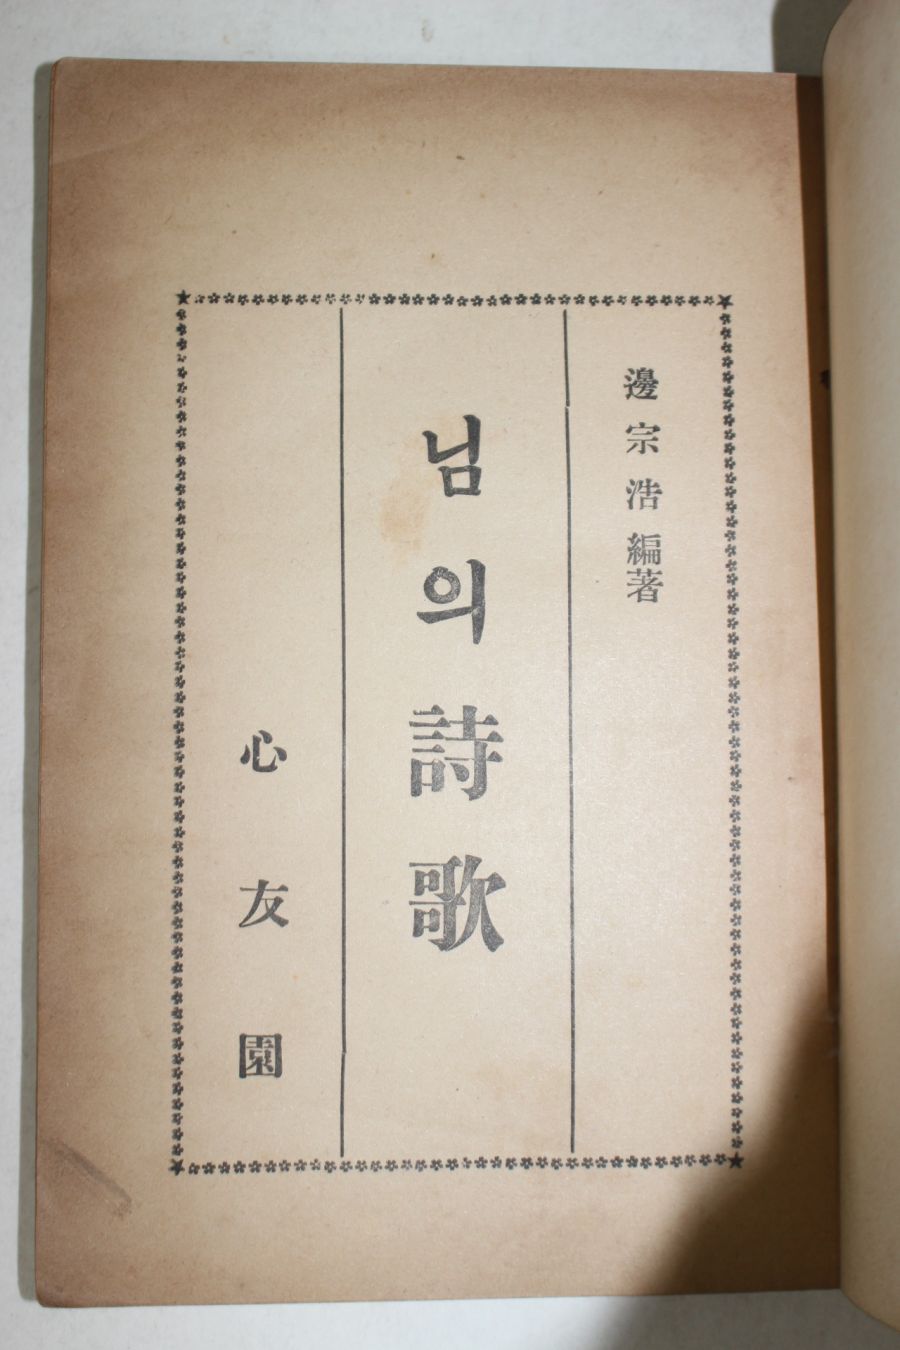 邊宗浩 編著
님의 詩歌
心友園